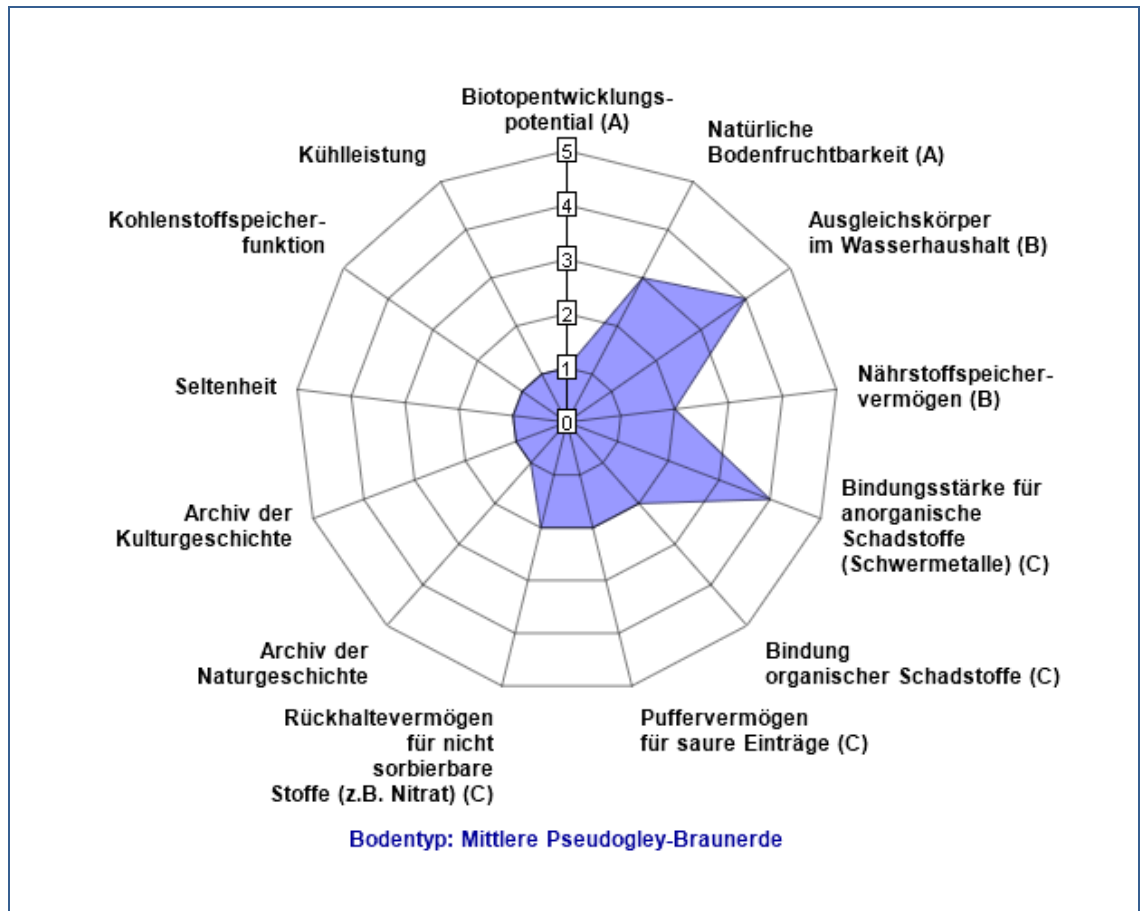 Biotopentwicklungs-
potential (A)
Natürliche
Bodenfruchtbarkeit (A)
Ausgleichskörper
im Wasserhaushalt (B)
Nährstoffspeicher-
vermögen (B)
Bindungsstärke für
anorganische
Schadstoffe
(Schwermetalle) (C)
Bindung
organischer Schadstoffe (C)
Puffervermögen
für saure Einträge (C)
Rückhaltevermögen
für nicht
sorbierbare
Stoffe (z.B. Nitrat) (C)
Archiv der
Naturgeschichte
Archiv der
Kulturgeschichte
Seltenheit
Kohlenstoffspeicher-
funktion
Kühlleistung
5
4
3
2
1
0
Bodentyp: Mittlere Pseudogley-Braunerde